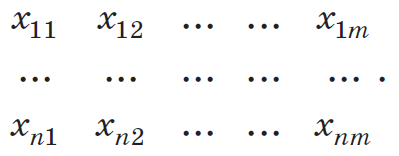 x₁₁ x₁₂ ... ... x₁ₘ
... ... ... ... ... .
xₙ₁ xₙ₂ ... ... xₙₘ